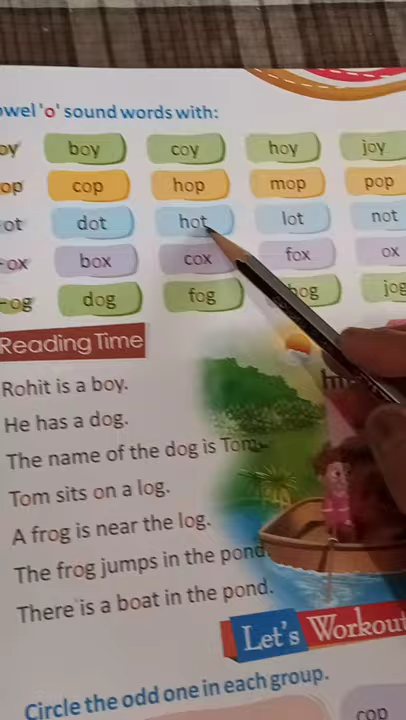 owel 'o' sound words with:
oy boy coy hoy joy
op cop hop mop pop
ot dot hot lot not
-ox box cox fox ox
-og dog fog jog
Reading Time
Rohit is a boy.
He has a dog.
The name of the dog is Tom.
Tom sits on a log.
A frog is near the log.
The frog jumps in the pond.
There is a boat in the pond.
Let's Workout
Circle the odd one in each group.
cop